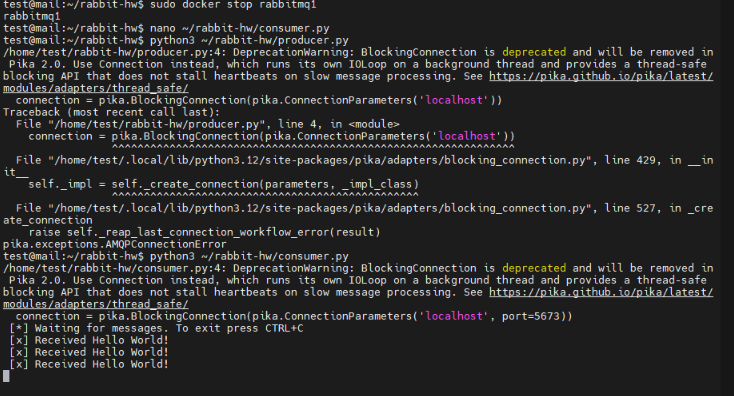 test@mail:~/rabbit-hw$ sudo docker stop rabbitmq1
rabbitmq1
test@mail:~/rabbit-hw$ nano ~/rabbit-hw/consumer.py
test@mail:~/rabbit-hw$ python3 ~/rabbit-hw/producer.py
/home/test/rabbit-hw/producer.py:4: DeprecationWarning: BlockingConnection is deprecated and will be removed in
 Pika 2.0. Use Connection instead, which runs its own IOLoop on a background thread and provides a thread-safe
blocking API that does not stall heartbeats on slow message processing. See https://pika.github.io/pika/latest/
modules/adapters/thread_safe/
  connection = pika.BlockingConnection(pika.ConnectionParameters('localhost'))
Traceback (most recent call last):
  File "/home/test/rabbit-hw/producer.py", line 4, in <module>
    connection = pika.BlockingConnection(pika.ConnectionParameters('localhost'))
                 ^^^^^^^^^^^^^^^^^^^^^^^^^^^^^^^^^^^^^^^^^^^^^^^^^^^^^^^^^^^^^^^
  File "/home/test/.local/lib/python3.12/site-packages/pika/adapters/blocking_connection.py", line 429, in __in
it__
    self._impl = self._create_connection(parameters, _impl_class)
                 ^^^^^^^^^^^^^^^^^^^^^^^^^^^^^^^^^^^^^^^^^^^^^^^^
  File "/home/test/.local/lib/python3.12/site-packages/pika/adapters/blocking_connection.py", line 527, in _cre
ate_connection
    raise self._reap_last_connection_workflow_error(result)
pika.exceptions.AMQPConnectionError
test@mail:~/rabbit-hw$ python3 ~/rabbit-hw/consumer.py
/home/test/rabbit-hw/consumer.py:4: DeprecationWarning: BlockingConnection is deprecated and will be removed in
 Pika 2.0. Use Connection instead, which runs its own IOLoop on a background thread and provides a thread-safe
blocking API that does not stall heartbeats on slow message processing. See https://pika.github.io/pika/latest/
modules/adapters/thread_safe/
  connection = pika.BlockingConnection(pika.ConnectionParameters('localhost', port=5673))
 [*] Waiting for messages. To exit press CTRL+C
 [x] Received Hello World!
 [x] Received Hello World!
 [x] Received Hello World!